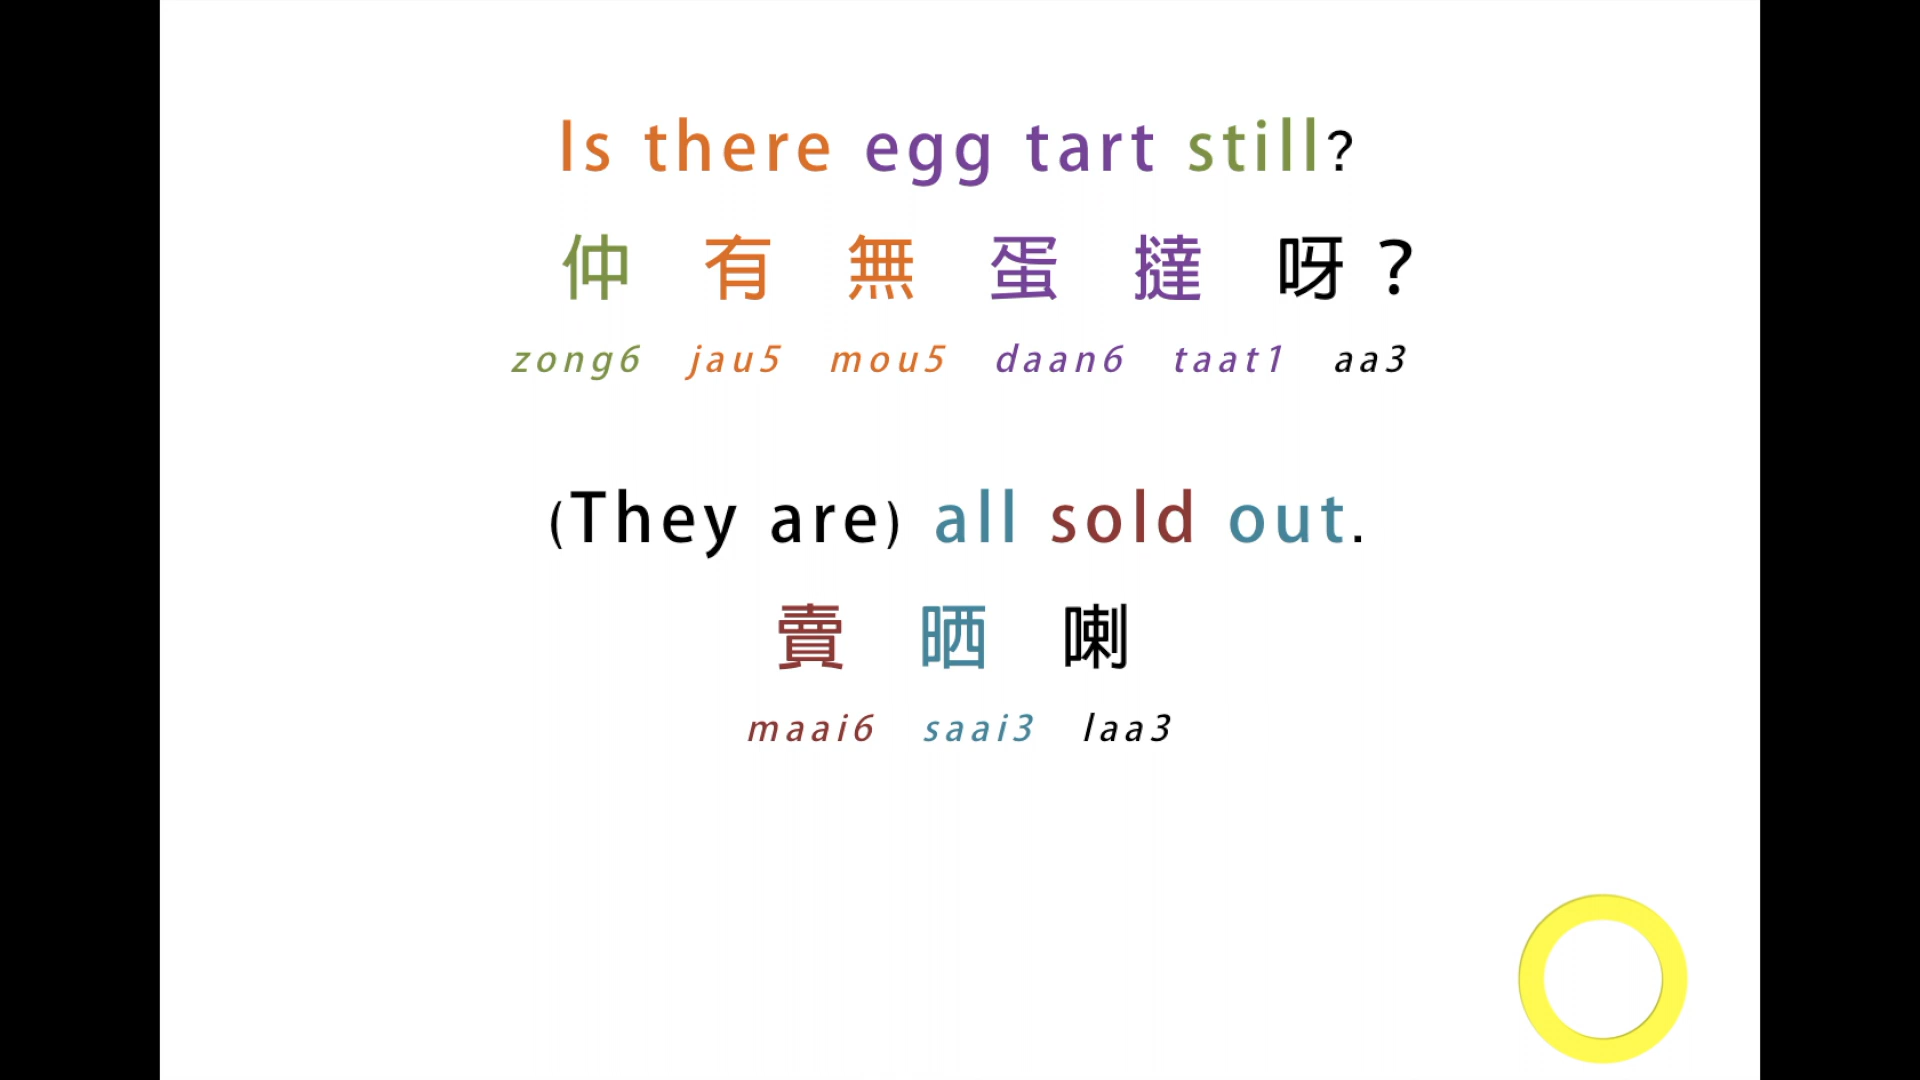 Is there egg tart still?
仲 有 無 蛋 撻 呀？
zong6 jau5 mou5 daan6 taat1 aa3
(They are) all sold out.
賣 晒 喇
maai6 saai3 laa3